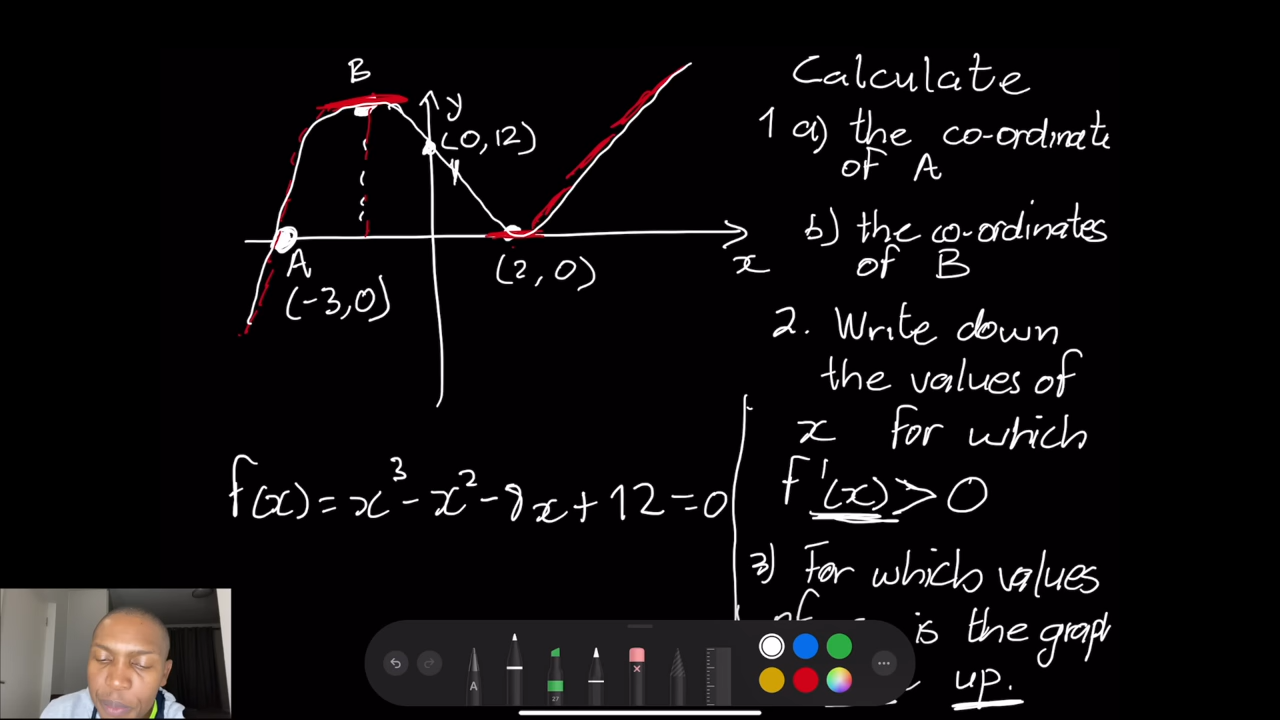 B
y
(0,12)
A
(-3,0)
(2,0)
x
f(x)=x³-x²-8x+12=0
Calculate
1 a) the co-ordinate
of A
b) the co-ordinates
of B
2. Write down
the values of
x for which
f'(x)>0
3) For which values
of is the graph
up.
A
27